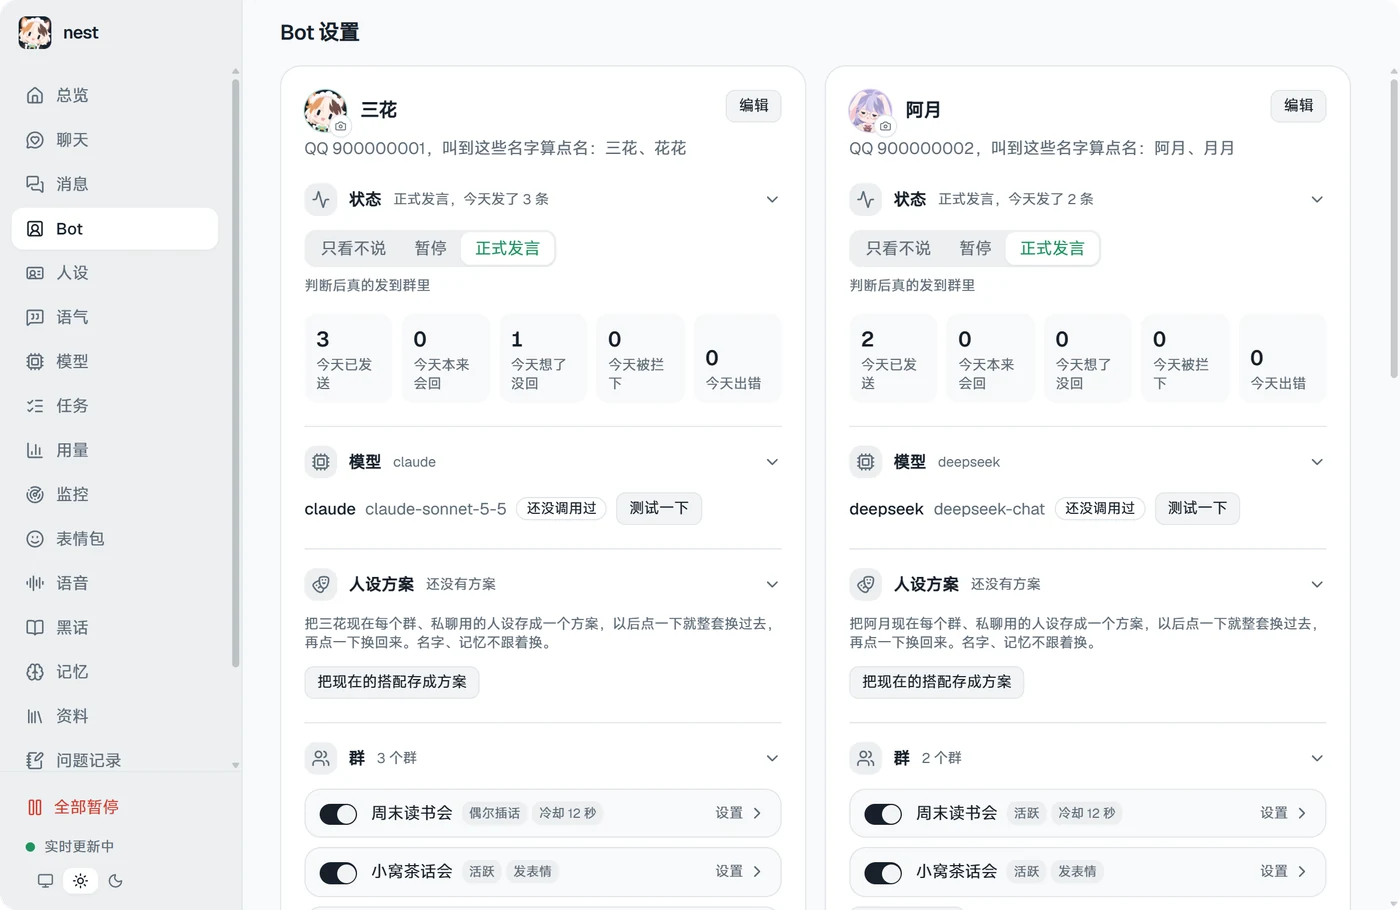 nest
总览
聊天
消息
Bot
人设
语气
模型
任务
用量
监控
表情包
语音
黑话
记忆
资料
问题记录
全部暂停
实时更新中
Bot 设置
三花
编辑
QQ 900000001，叫到这些名字算点名：三花、花花
状态 正式发言，今天发了 3 条
只看不说 暂停 正式发言
判断后真的发到群里
3
今天已发
送
0
今天本来
会回
1
今天想了
没回
0
今天被拦
下
0
今天出错
模型 claude
claude claude-sonnet-5-5 还没调用过 测试一下
人设方案 还没有方案
把三花现在每个群、私聊用的人设存成一个方案，以后点一下就整套换过去，
再点一下换回来。名字、记忆不跟着换。
把现在的搭配存成方案
群 3 个群
周末读书会 偶尔插话 冷却 12 秒 设置
小窝茶话会 活跃 发表情 设置
阿月
编辑
QQ 900000002，叫到这些名字算点名：阿月、月月
状态 正式发言，今天发了 2 条
只看不说 暂停 正式发言
判断后真的发到群里
2
今天已发
送
0
今天本来
会回
0
今天想了
没回
0
今天被拦
下
0
今天出错
模型 deepseek
deepseek deepseek-chat 还没调用过 测试一下
人设方案 还没有方案
把阿月现在每个群、私聊用的人设存成一个方案，以后点一下就整套换过去，
再点一下换回来。名字、记忆不跟着换。
把现在的搭配存成方案
群 2 个群
周末读书会 活跃 冷却 12 秒 设置
小窝茶话会 活跃 发表情 设置